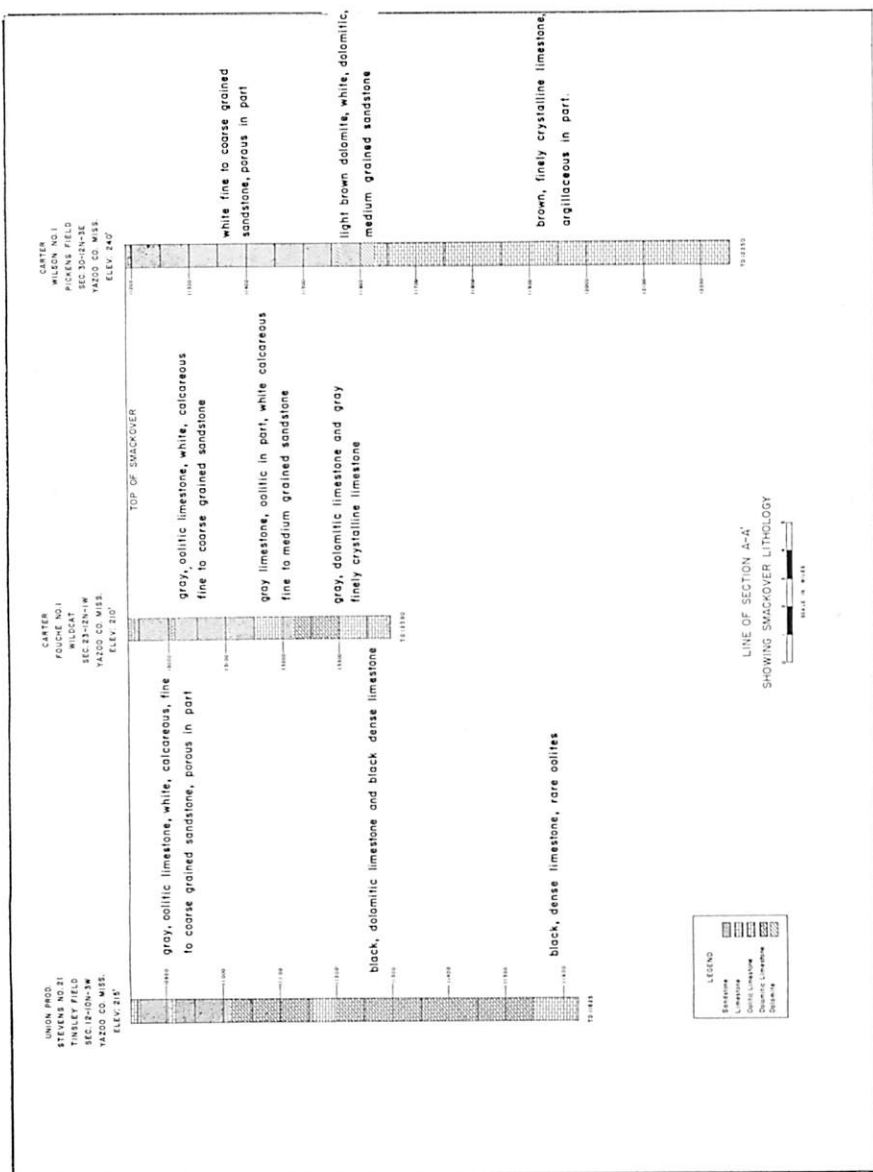 UNION PROD.
STEVENS NO. 21
TINSLEY FIELD
SEC. 12-10N-3W
YAZOO CO. MISS.
ELEV. 215'
gray, oolitic limestone, white, calcareous, fine
to coarse grained sandstone, porous in part
black, dolomitic limestone and black dense limestone
black, dense limestone, rare oolites
CARTER
FOUCHE NO. 1
WILDCAT
SEC. 23-12N-1W
YAZOO CO. MISS.
ELEV. 210'
gray, oolitic limestone, white, calcareous
fine to coarse grained sandstone
gray limestone, oolitic in part, white calcareous
fine to medium grained sandstone
gray, dolomitic limestone and gray
finely crystalline limestone
TOP OF SMACKOVER
CARTER
WILSON NO. 1
PICKENS FIELD
SEC. 30-12N-3E
YAZOO CO. MISS.
ELEV. 240'
white fine to coarse grained
sandstone, porous in part
light brown dolomite, white, dolomitic,
medium grained sandstone
brown, finely crystalline limestone,
argillaceous in part.
LEGEND
Sandstone
Limestone
Oolitic Limestone
Dolomitic Limestone
Dolomite
LINE OF SECTION A-A'
SHOWING SMACKOVER LITHOLOGY
SCALE IN MILES